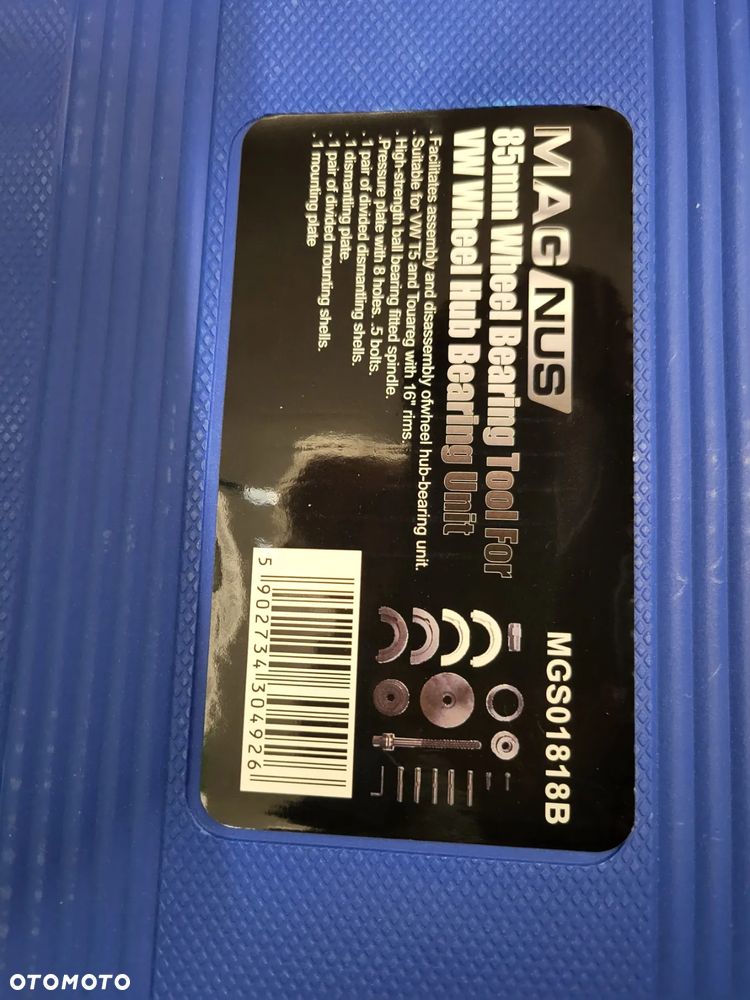 MAGNUS
MGS01818B
85mm Wheel Bearing Tool For
VW Wheel Hub Bearing Unit
. Facilitates assembly and disassembly ofwheel hub-bearing unit.
. Suitable for VW T5 and Touareg with 16" rims.
. High-strength ball bearing fitted spindle.
. Pressure plate with 8 holes. .5 bolts.
. 1 pair of divided dismantling shells.
. 1 dismantling plate.
. 1 pair of divided mounting shells.
. 1 mounting plate
5 902734 304926
OTOMOTO